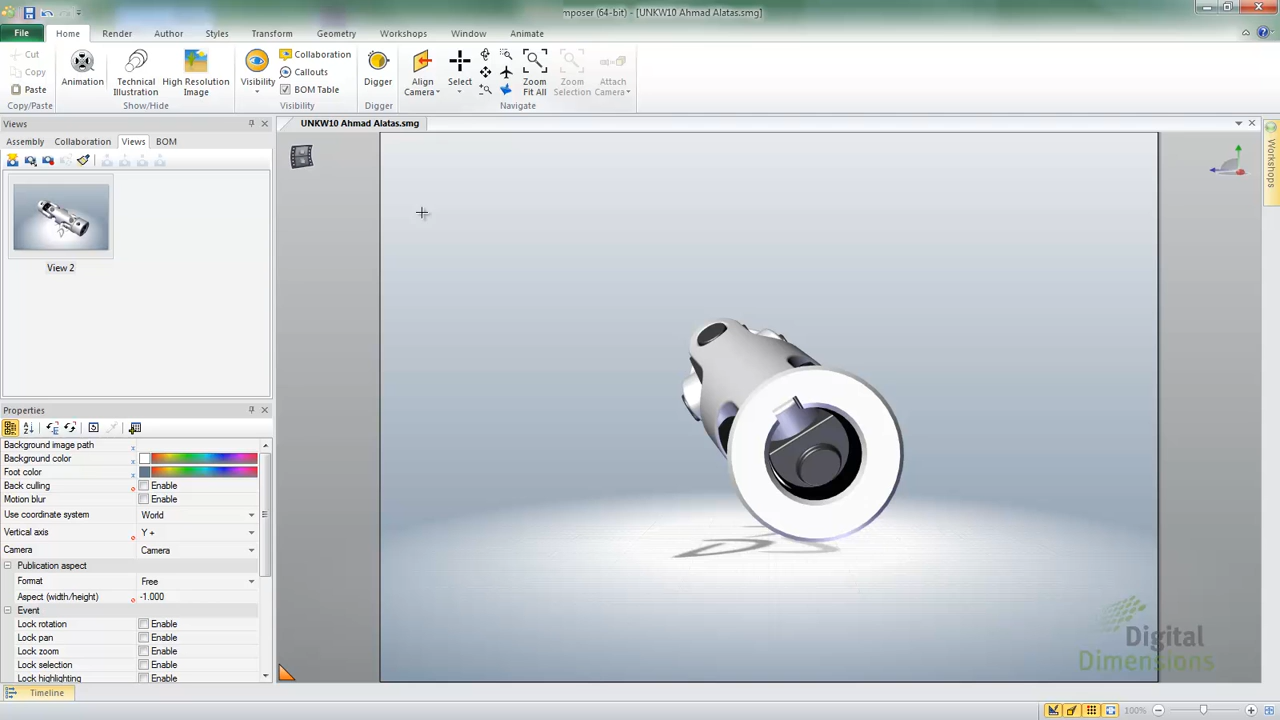 mposer (64-bit) - [UNKW10 Ahmad Alatas.smg]
File Home Render Author Styles Transform Geometry Workshops Window Animate
Cut
Copy
Paste
Animation
Technical Illustration
High Resolution Image
Visibility
Collaboration
Callouts
BOM Table
Digger
Align Camera
Select
Zoom Fit All
Zoom Selection
Attach Camera
Copy/Paste Show/Hide Visibility Digger Navigate
Views
UNKW10 Ahmad Alatas.smg
Assembly Collaboration Views BOM
Workshops
View 2
Properties
Background image path
Background color
Foot color
Back culling Enable
Motion blur Enable
Use coordinate system World
Vertical axis Y +
Camera Camera
Publication aspect
Format Free
Aspect (width/height) -1.000
Event
Lock rotation Enable
Lock pan Enable
Lock zoom Enable
Lock selection Enable
Lock highlighting Enable
Digital
Dimensions
Timeline
100%